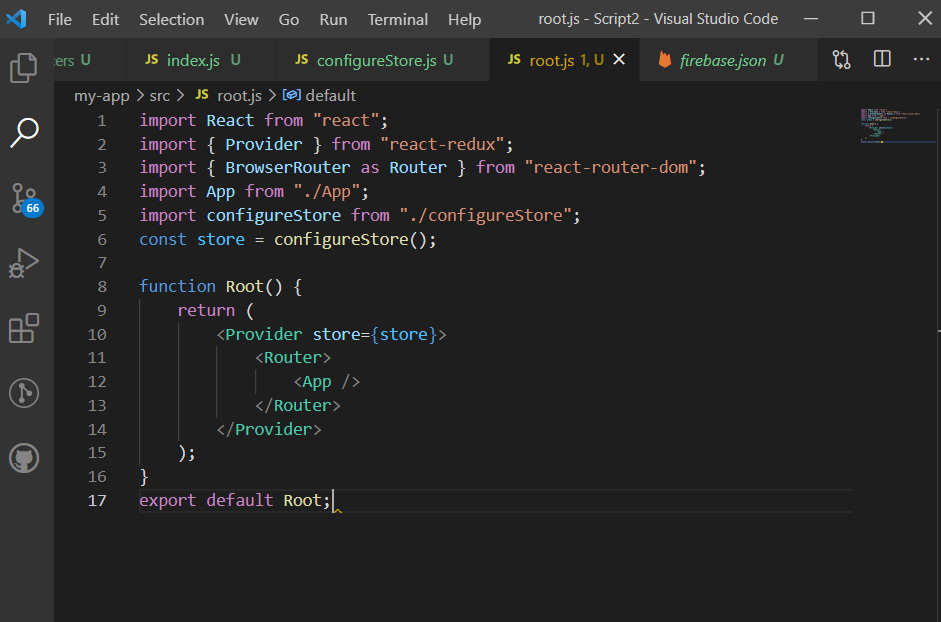 File Edit Selection View Go Run Terminal Help root.js - Script2 - Visual Studio Code
ers U JS index.js U JS configureStore.js U JS root.js 1, U firebase.json U
my-app > src > JS root.js > default
1 import React from "react";
2 import { Provider } from "react-redux";
3 import { BrowserRouter as Router } from "react-router-dom";
4 import App from "./App";
5 import configureStore from "./configureStore";
6 const store = configureStore();
7
8 function Root() {
9 return (
10 <Provider store={store}>
11 <Router>
12 <App />
13 </Router>
14 </Provider>
15 );
16 }
17 export default Root;
66